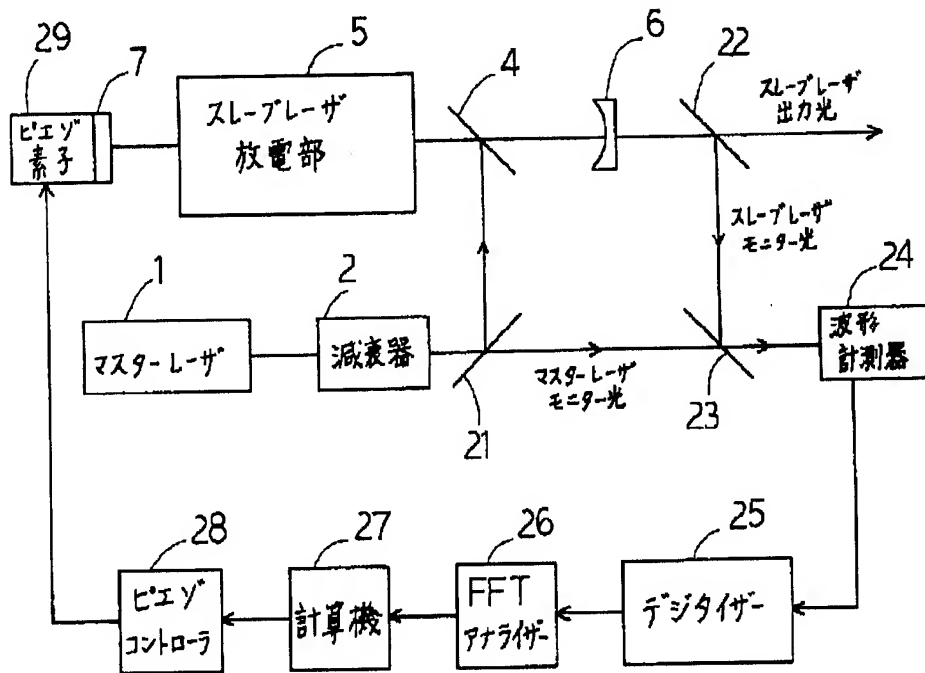 29
7
5
4
6
22
ピエゾ
素子
スレーブレーザ
放電部
スレーブレーザ
出力光
スレーブレーザ
モニター光
1
2
24
マスターレーザ
減衰器
波形
計測器
マスターレーザ
モニター光
21
23
28
27
26
25
ピエゾ
コントローラ
計算機
FFT
アナライザー
デジタイザー